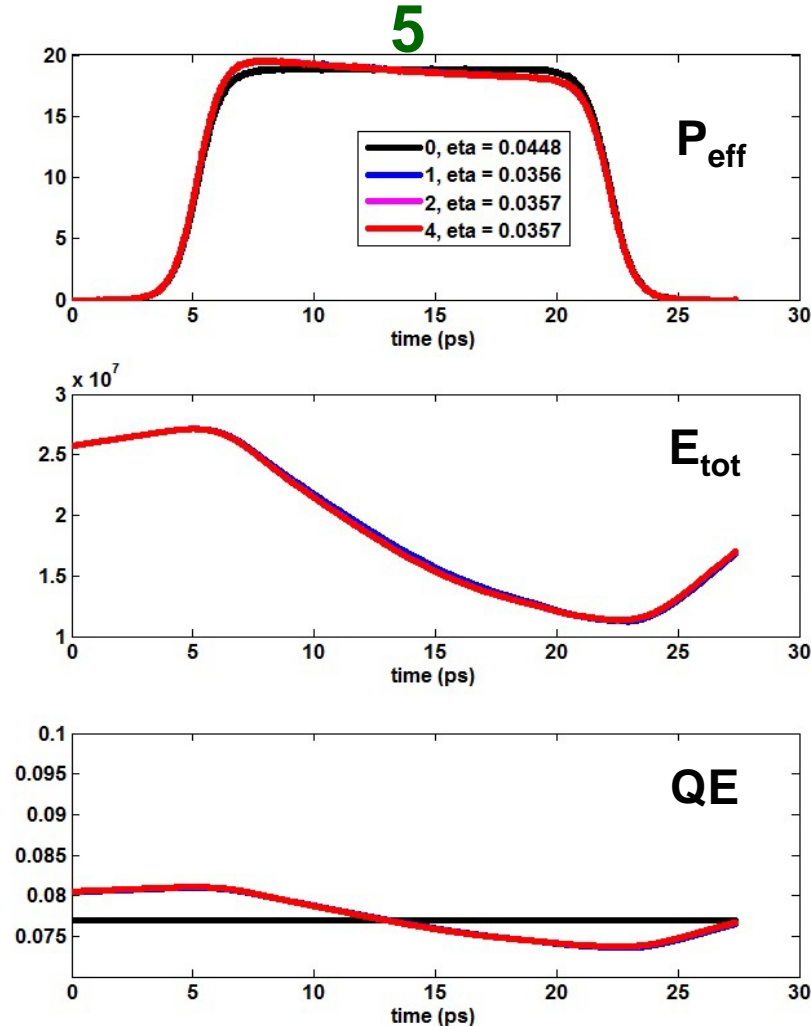 5
20
15
10
5
0
P_eff
0, eta = 0.0448
1, eta = 0.0356
2, eta = 0.0357
4, eta = 0.0357
0 5 10 15 20 25 30
time (ps)
x 10^7
3
2.5
2
1.5
1
E_tot
0 5 10 15 20 25 30
time (ps)
0.1
0.095
0.09
0.085
0.08
0.075
QE
0 5 10 15 20 25 30
time (ps)